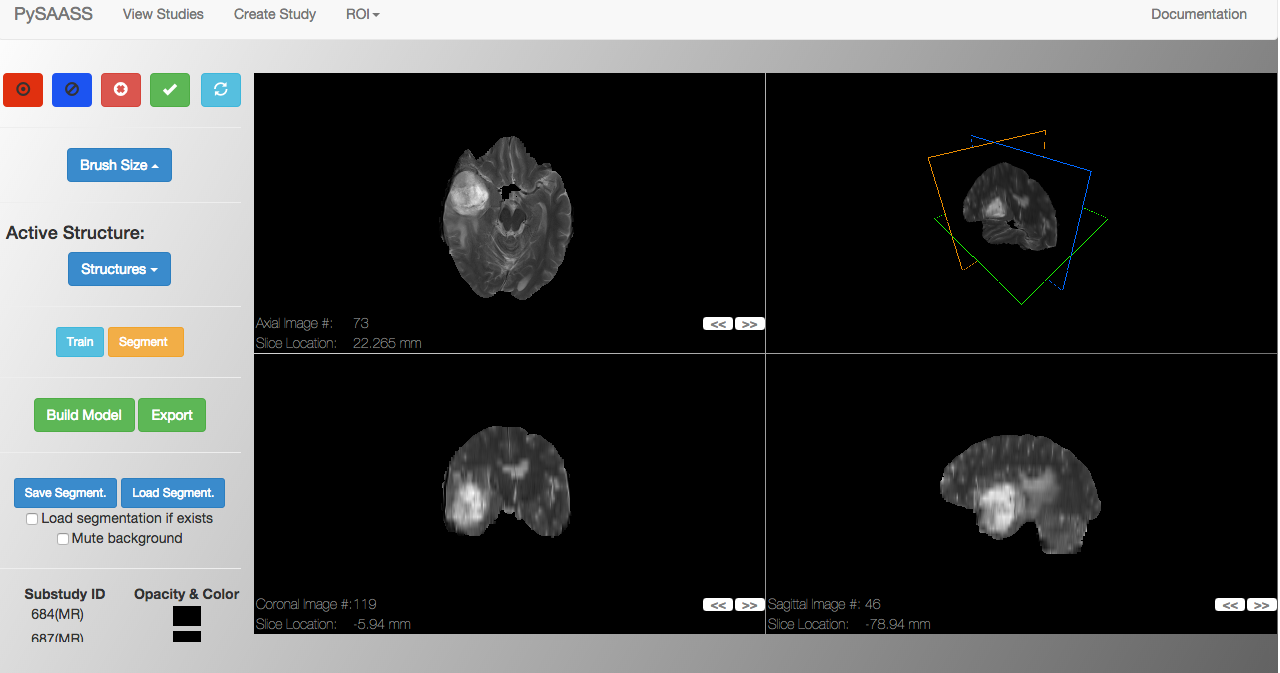 PySAASS View Studies Create Study ROI Documentation
Brush Size
Active Structure:
Structures
Train Segment
Build Model Export
Save Segment. Load Segment.
Load segmentation if exists
Mute background
Substudy ID Opacity & Color
684(MR)
687(MR)
Axial Image #: 73
Slice Location: 22.265 mm
<< >>
Coronal Image #: 119
Slice Location: -5.94 mm
<< >>
Sagittal Image #: 46
Slice Location: -78.94 mm
<< >>